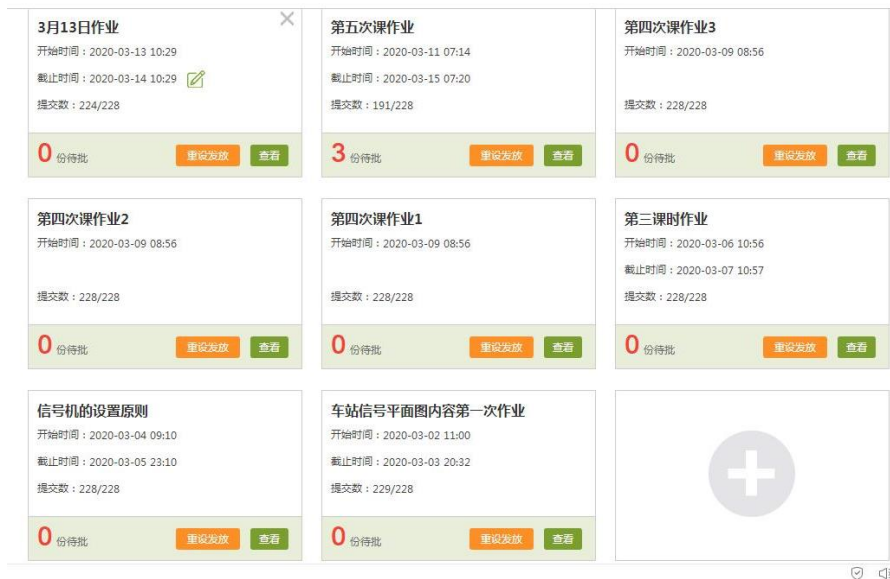 3月13日作业
开始时间：2020-03-13 10:29
截止时间：2020-03-14 10:29
提交数：224/228
0 份待批 重设发放 查看
第五次课作业
开始时间：2020-03-11 07:14
截止时间：2020-03-15 07:20
提交数：191/228
3 份待批 重设发放 查看
第四次课作业3
开始时间：2020-03-09 08:56
提交数：228/228
0 份待批 重设发放 查看
第四次课作业2
开始时间：2020-03-09 08:56
提交数：228/228
0 份待批 重设发放 查看
第四次课作业1
开始时间：2020-03-09 08:56
提交数：228/228
0 份待批 重设发放 查看
第三课时作业
开始时间：2020-03-06 10:56
截止时间：2020-03-07 10:57
提交数：228/228
0 份待批 重设发放 查看
信号机的设置原则
开始时间：2020-03-04 09:10
截止时间：2020-03-05 23:10
提交数：228/228
0 份待批 重设发放 查看
车站信号平面图内容第一次作业
开始时间：2020-03-02 11:00
截止时间：2020-03-03 20:32
提交数：229/228
0 份待批 重设发放 查看